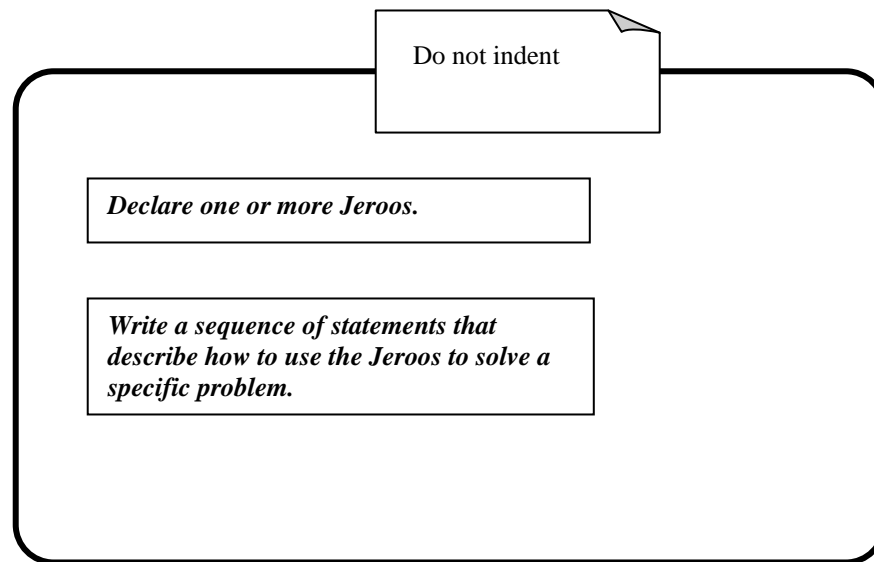 Do not indent
Declare one or more Jeroos.
Write a sequence of statements that
describe how to use the Jeroos to solve a
specific problem.